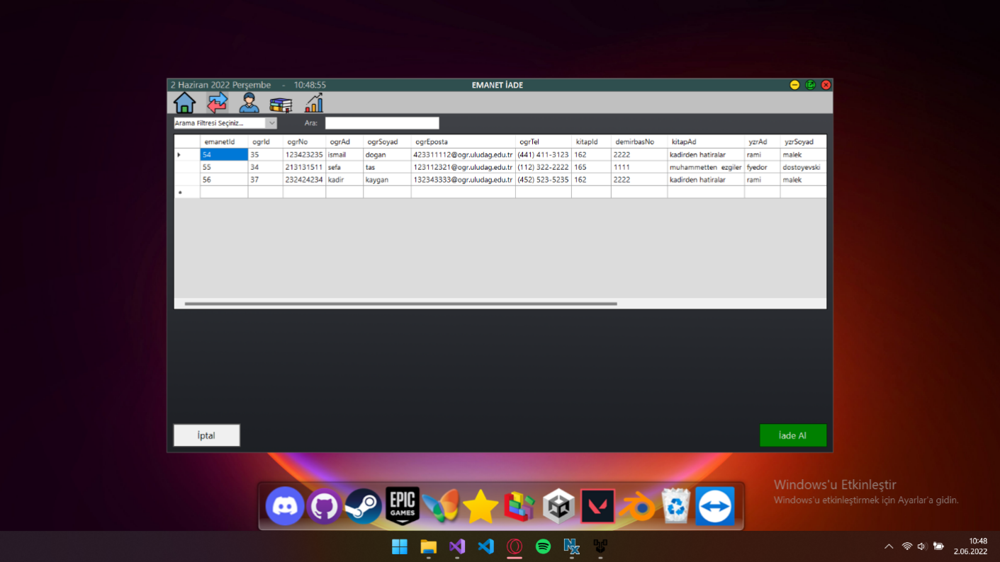 2 Haziran 2022 Perşembe - 10:48:55 EMANET İADE
Arama Filtresi Seçiniz... Ara:
emanetId ogrId ogrNo ogrAd ogrSoyad ogrEposta ogrTel kitapId demirbasNo kitapAd yzrAd yzrSoyad
54 35 123423235 ismail dogan 423311112@ogr.uludag.edu.tr (441) 411-3123 162 2222 kadirden hatiralar rami malek
55 34 213131511 sefa tas 123112321@ogr.uludag.edu.tr (112) 322-2222 165 1111 muhammetten ezgiler fyedor dostoyevski
56 37 232424234 kadir kaygan 132343333@ogr.uludag.edu.tr (452) 523-5235 162 2222 kadirden hatiralar rami malek
İptal İade Al
Windows'u Etkinleştir
Windows'u etkinleştirmek için Ayarlar'a gidin.
EPIC
GAMES
10:48
2.06.2022